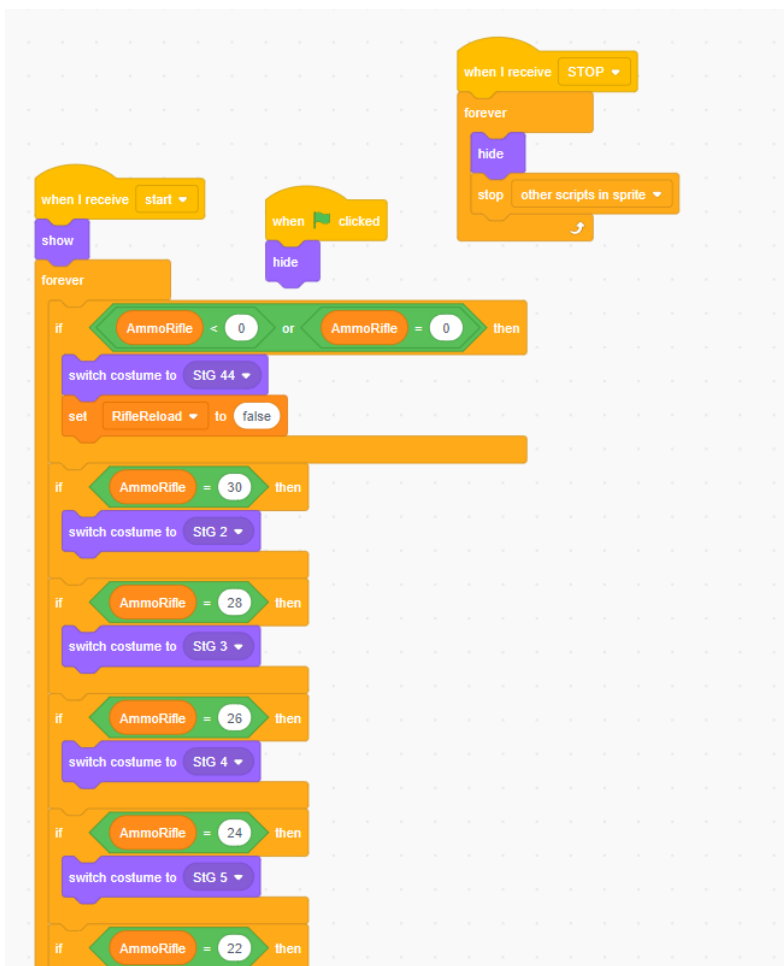 when I receive STOP
forever
hide
stop other scripts in sprite
when I receive start
show
forever
when clicked
hide
if AmmoRifle < 0 or AmmoRifle = 0 then
switch costume to StG 44
set RifleReload to false
if AmmoRifle = 30 then
switch costume to StG 2
if AmmoRifle = 28 then
switch costume to StG 3
if AmmoRifle = 26 then
switch costume to StG 4
if AmmoRifle = 24 then
switch costume to StG 5
if AmmoRifle = 22 then